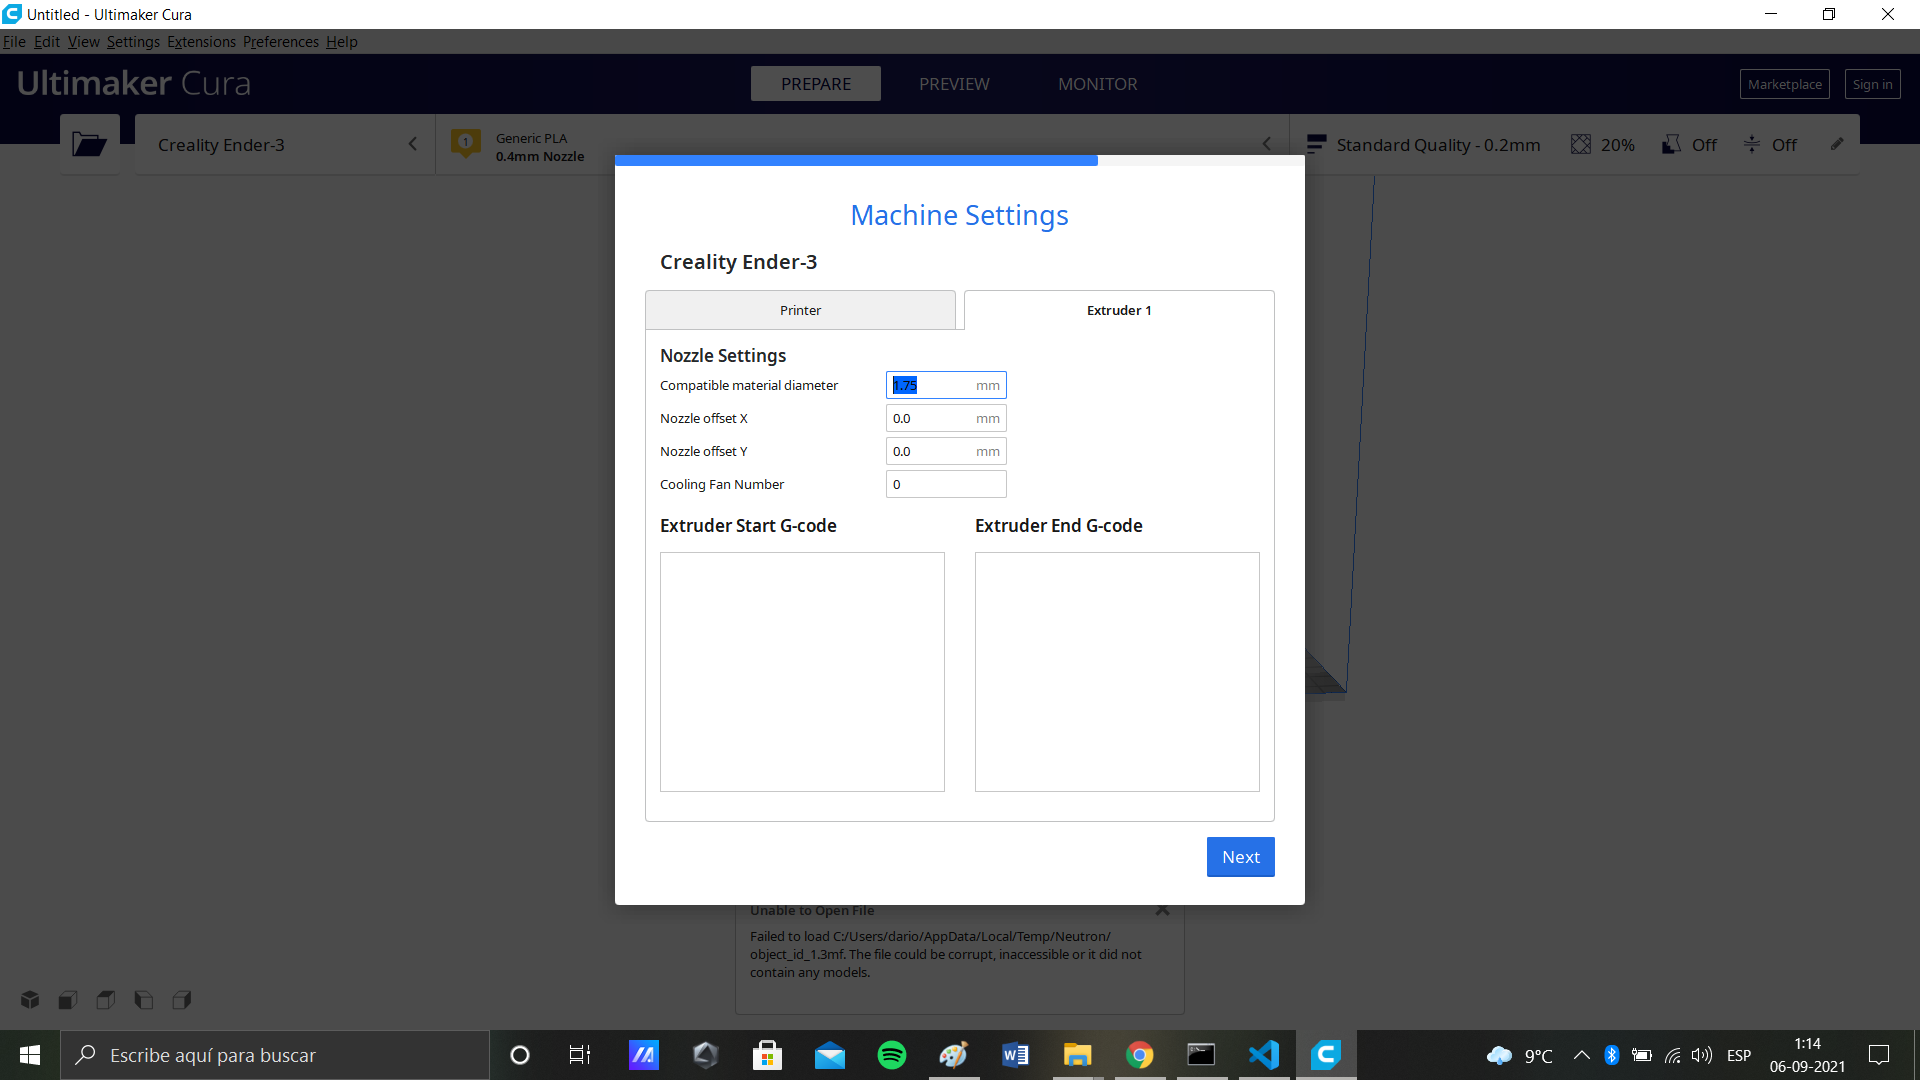 Untitled - Ultimaker Cura
File Edit View Settings Extensions Preferences Help
Ultimaker Cura
PREPARE
PREVIEW
MONITOR
Marketplace
Sign in
Creality Ender-3
1
Generic PLA
0.4mm Nozzle
Standard Quality - 0.2mm
20%
Off
Off
Machine Settings
Creality Ender-3
Printer
Extruder 1
Nozzle Settings
Compatible material diameter 1.75 mm
Nozzle offset X 0.0 mm
Nozzle offset Y 0.0 mm
Cooling Fan Number 0
Extruder Start G-code
Extruder End G-code
Next
Unable to Open File
Failed to load C:/Users/dario/AppData/Local/Temp/Neutron/
object_id_1.3mf. The file could be corrupt, inaccessible or it did not
contain any models.
Escribe aquí para buscar
9°C
ESP
1:14
06-09-2021